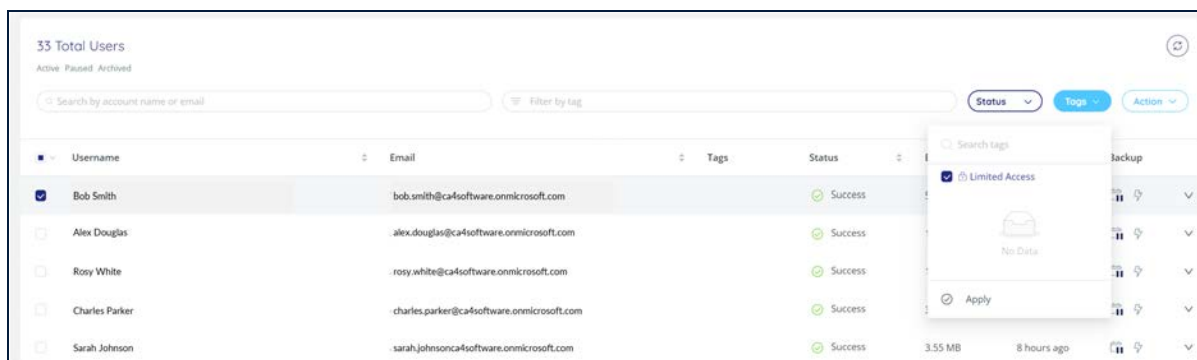 33 Total Users
Active Paused Archived
Search by account name or email
Filter by tag
Status
Tags
Action
Search tags
Username
Email
Tags
Status
Backup
Limited Access
Bob Smith
bob.smith@ca4software.onmicrosoft.com
Success
No Data
Alex Douglas
alex.douglas@ca4software.onmicrosoft.com
Success
Rosy White
rosy.white@ca4software.onmicrosoft.com
Success
Apply
Charles Parker
charles.parker@ca4software.onmicrosoft.com
Success
Sarah Johnson
sarah.johnsonca4software.onmicrosoft.com
Success
3.55 MB
8 hours ago